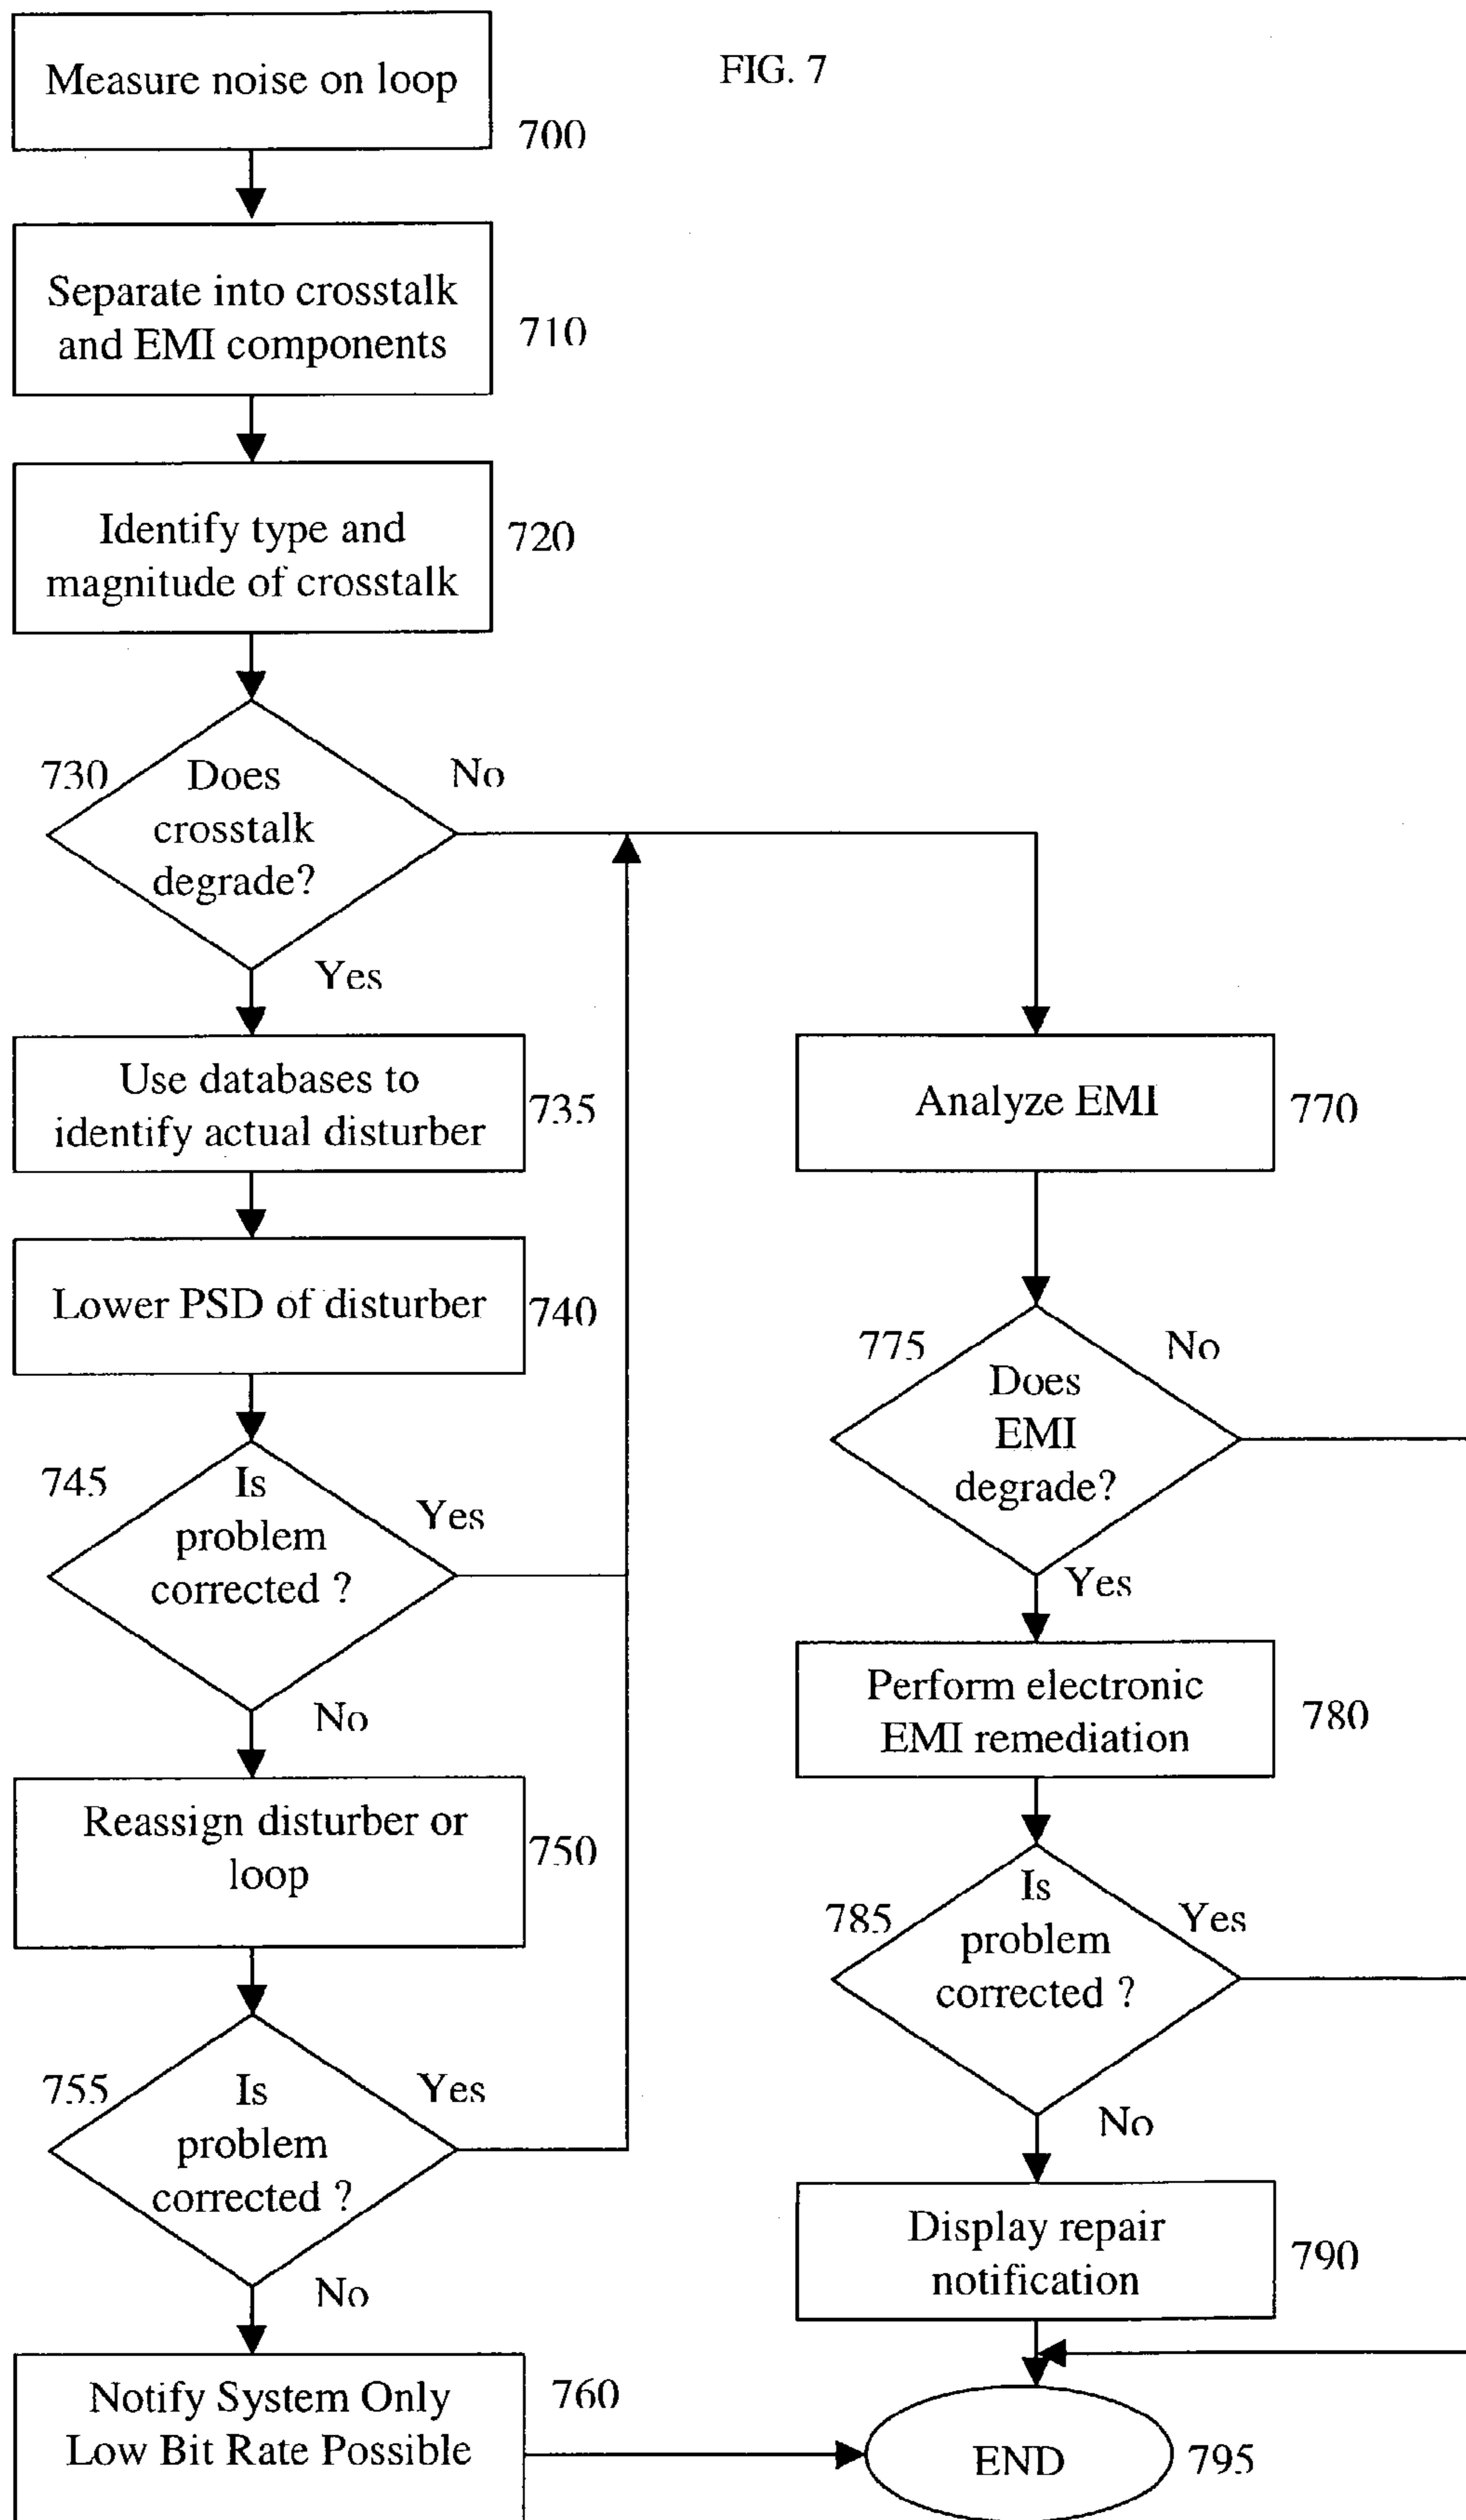 FIG. 7
Measure noise on loop
700
Separate into crosstalk
and EMI components
710
Identify type and
magnitude of crosstalk
720
730
Does
crosstalk
degrade?
No
Yes
Use databases to
identify actual disturber
735
Lower PSD of disturber
740
745
Is
problem
corrected ?
Yes
No
Reassign disturber or
loop
750
755
Is
problem
corrected ?
Yes
No
Notify System Only
Low Bit Rate Possible
760
Analyze EMI
770
775
Does
EMI
degrade?
No
Yes
Perform electronic
EMI remediation
780
785
Is
problem
corrected ?
Yes
No
Display repair
notification
790
END
795